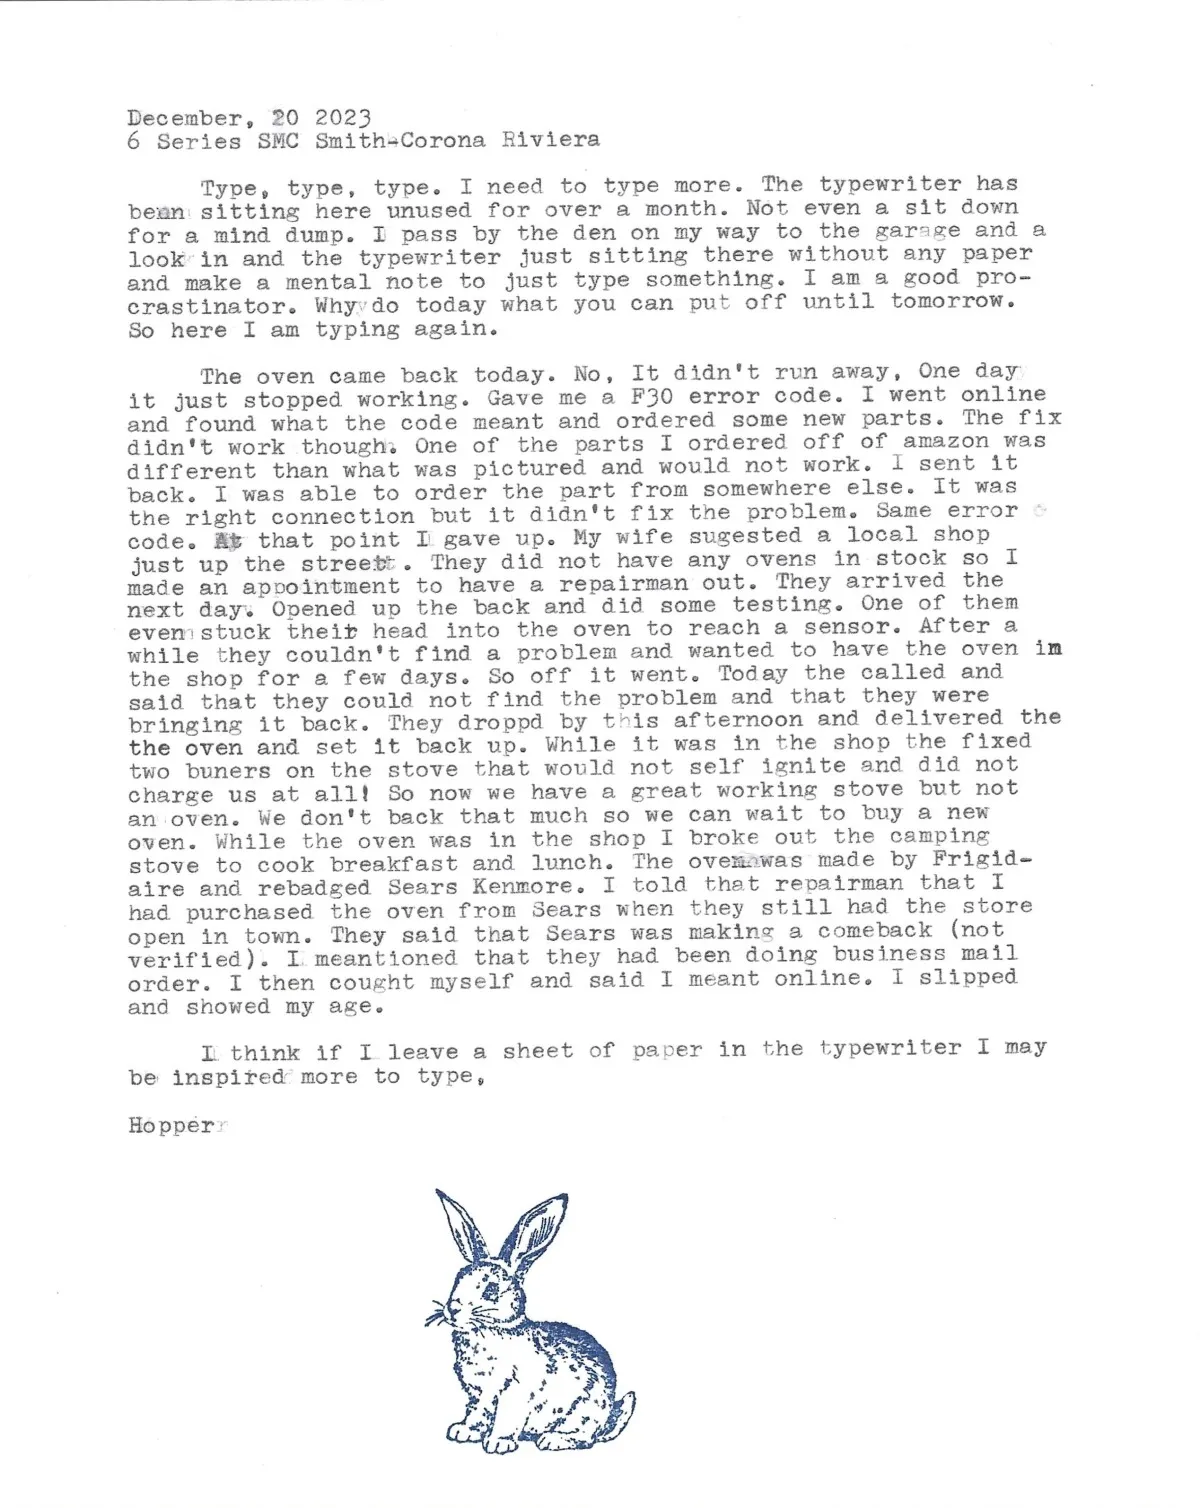 December, 20 2023
6 Series SMC Smith-Corona Riviera
Type, type, type. I need to type more. The typewriter has
been sitting here unused for over a month. Not even a sit down
for a mind dump. I pass by the den on my way to the garage and a
look in and the typewriter just sitting there without any paper
and make a mental note to just type something. I am a good pro-
crastinator. Why do today what you can put off until tomorrow.
So here I am typing again.
The oven came back today. No, It didn't run away, One day
it just stopped working. Gave me a F30 error code. I went online
and found what the code meant and ordered some new parts. The fix
didn't work though. One of the parts I ordered off of amazon was
different than what was pictured and would not work. I sent it
back. I was able to order the part from somewhere else. It was
the right connection but it didn't fix the problem. Same error
code. At that point I gave up. My wife sugested a local shop
just up the street. They did not have any ovens in stock so I
made an appointment to have a repairman out. They arrived the
next day. Opened up the back and did some testing. One of them
even stuck their head into the oven to reach a sensor. After a
while they couldn't find a problem and wanted to have the oven in
the shop for a few days. So off it went. Today the called and
said that they could not find the problem and that they were
bringing it back. They droppd by this afternoon and delivered the
the oven and set it back up. While it was in the shop the fixed
two buners on the stove that would not self ignite and did not
charge us at all! So now we have a great working stove but not
an oven. We don't back that much so we can wait to buy a new
oven. While the oven was in the shop I broke out the camping
stove to cook breakfast and lunch. The oven was made by Frigid-
aire and rebadged Sears Kenmore. I told that repairman that I
had purchased the oven from Sears when they still had the store
open in town. They said that Sears was making a comeback (not
verified). I meantioned that they had been doing business mail
order. I then cought myself and said I meant online. I slipped
and showed my age.
I think if I leave a sheet of paper in the typewriter I may
be inspired more to type,
Hopper